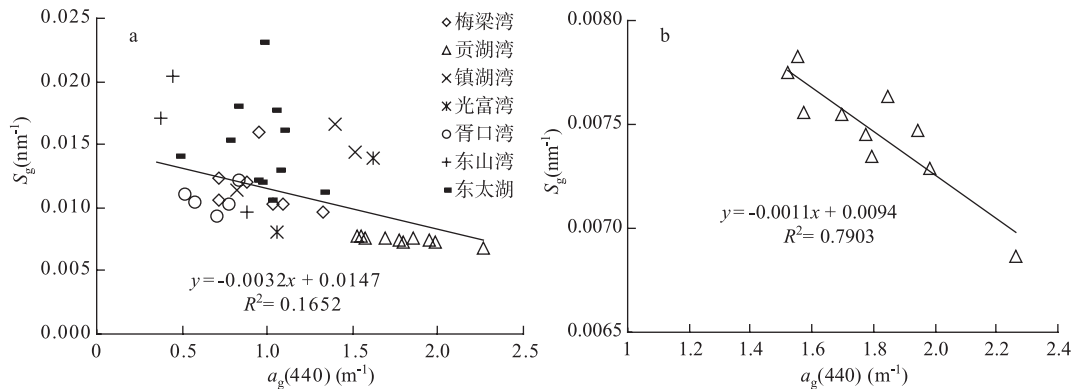 a
0.025
0.020
0.015
0.010
0.005
0.000
S_g(nm⁻¹)
0
0.5
1.0
1.5
2.0
2.5
a_g(440) (m⁻¹)
梅梁湾
贡湖湾
镇湖湾
光富湾
胥口湾
东山湾
东太湖
y=-0.0032x + 0.0147
R²= 0.1652
b
0.0080
0.0075
0.0070
0.0065
S_g(nm⁻¹)
1
1.2
1.4
1.6
1.8
2.0
2.2
2.4
a_g(440) (m⁻¹)
y=-0.0011x + 0.0094
R²= 0.7903